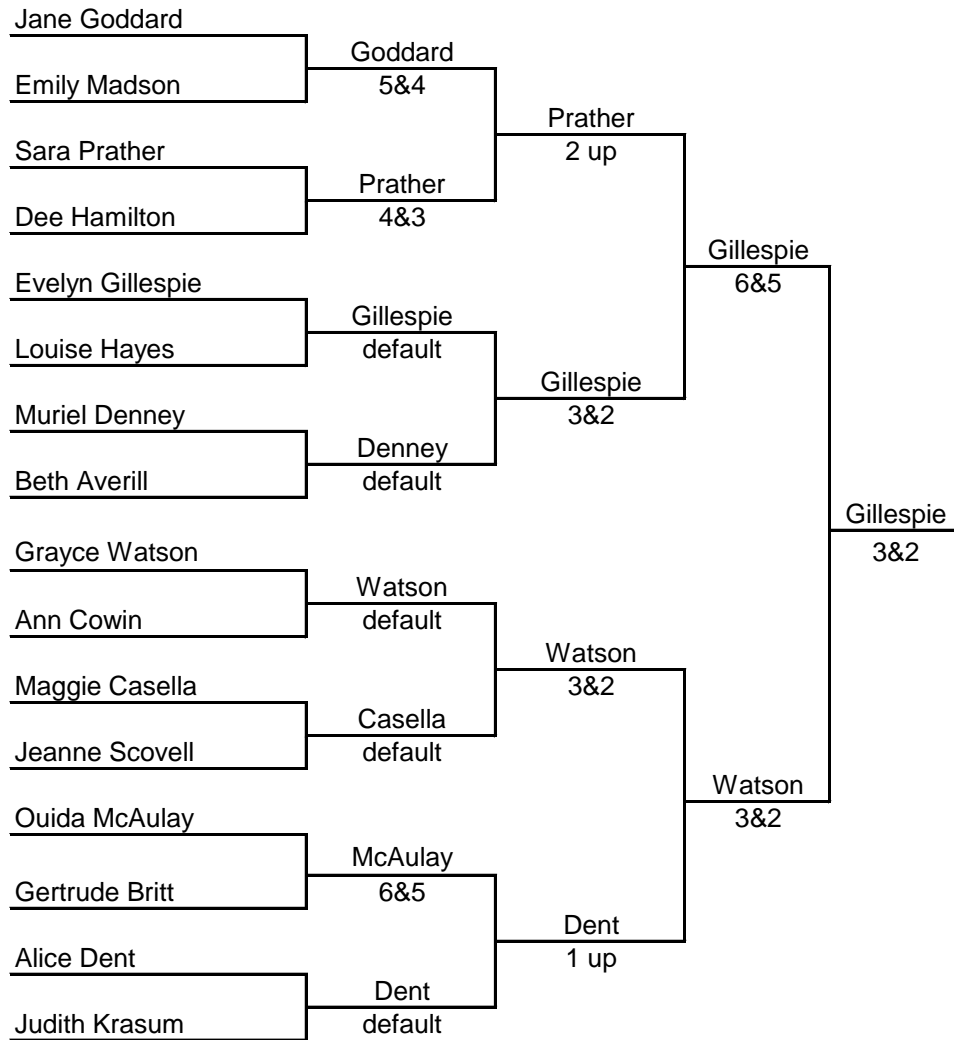 Jane Goddard
Emily Madson
Sara Prather
Dee Hamilton
Evelyn Gillespie
Louise Hayes
Muriel Denney
Beth Averill
Grayce Watson
Ann Cowin
Maggie Casella
Jeanne Scovell
Ouida McAulay
Gertrude Britt
Alice Dent
Judith Krasum
Goddard
5&4
Prather
4&3
Gillespie
default
Denney
default
Watson
default
Casella
default
McAulay
6&5
Dent
default
Prather
2 up
Gillespie
3&2
Watson
3&2
Dent
1 up
Gillespie
6&5
Watson
3&2
Gillespie
3&2